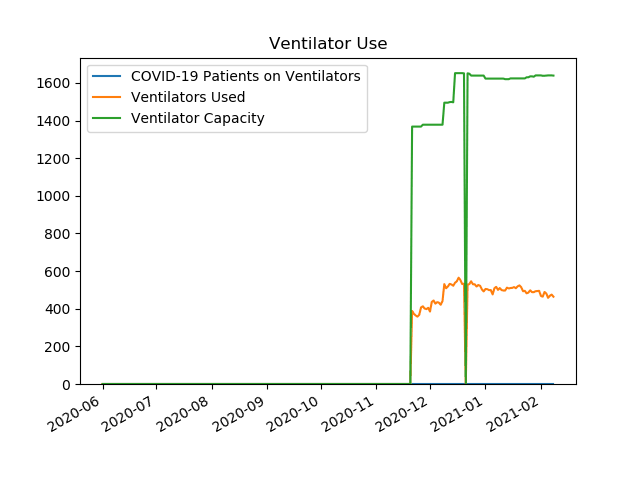 Ventilator Use
COVID-19 Patients on Ventilators
Ventilators Used
Ventilator Capacity
1600
1400
1200
1000
800
600
400
200
0
2020-06 2020-07 2020-08 2020-09 2020-10 2020-11 2020-12 2021-01 2021-02